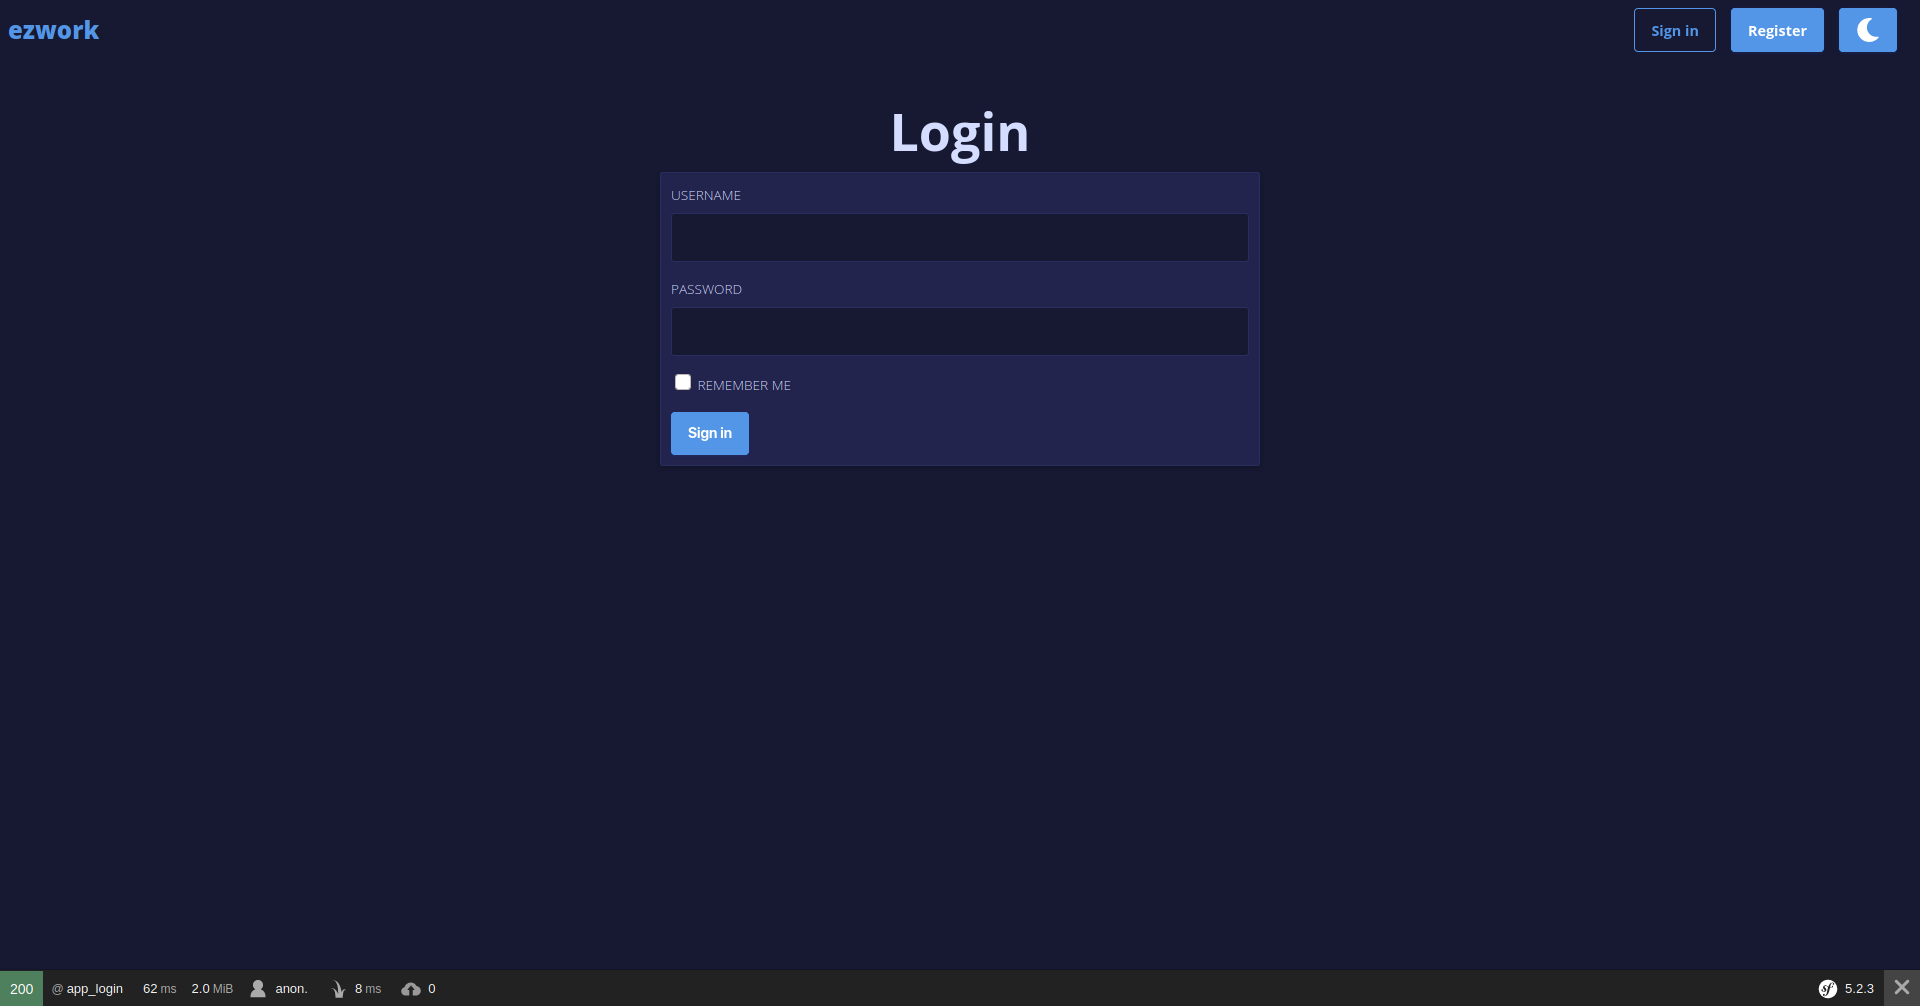 ezwork
Sign in
Register
Login
USERNAME
PASSWORD
REMEMBER ME
Sign in
200 @ app_login 62 ms 2.0 MiB anon. 8 ms 0 sf 5.2.3